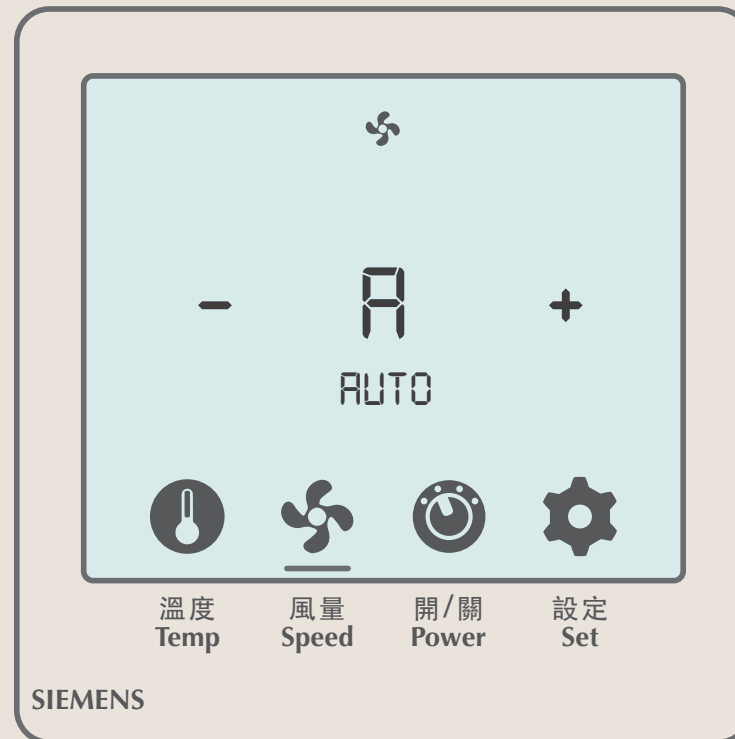 - A +
AUTO
溫度 風量 開/關 設定
Temp Speed Power Set
SIEMENS